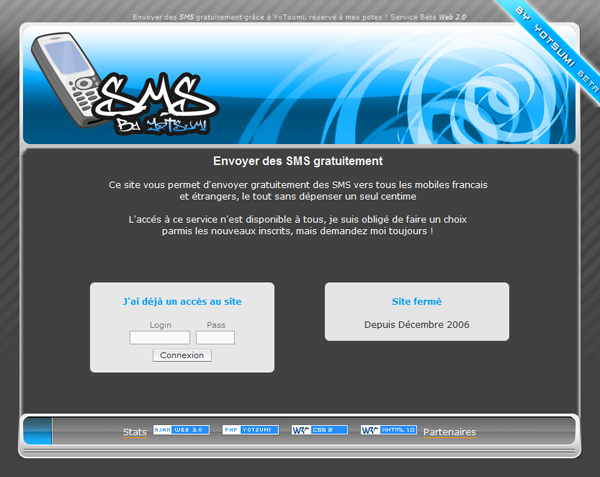 Envoyer des SMS gratuitement grâce à YoTsumi, réservé à mes potes ! Service Béta Web 2.0
BY YOTSUMI BETA
SMS
By YoTsumi
Envoyer des SMS gratuitement
Ce site vous permet d'envoyer gratuitement des SMS vers tous les mobiles francais
et étrangers, le tout sans dépenser un seul centime
L'accés à ce service n'est disponible à tous, je suis obligé de faire un choix
parmis les nouveaux inscrits, mais demandez moi toujours !
J'ai déjà un accés au site
Login Pass
Connexion
Site fermé
Depuis Décembre 2006
Stats AJAX WEB 2.0 PHP YOTSUMI W3C CSS 2 W3C XHTML 1.0 Partenaires